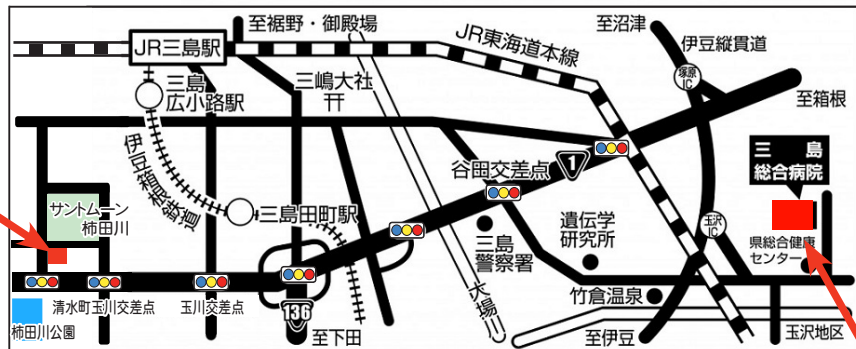 至裾野・御殿場
至沼津
JR三島駅
JR東海道本線
伊豆縦貫道
三島
広小路駅
三嶋大社
塚原
IC
至箱根
伊豆箱根鉄道
谷田交差点
1
三島
総合病院
サントムーン
柿田川
三島田町駅
三島
警察署
遺伝学
研究所
玉沢
IC
県総合健康
センター
清水町玉川交差点
玉川交差点
136
大場川
竹倉温泉
柿田川公園
至下田
至伊豆
玉沢地区